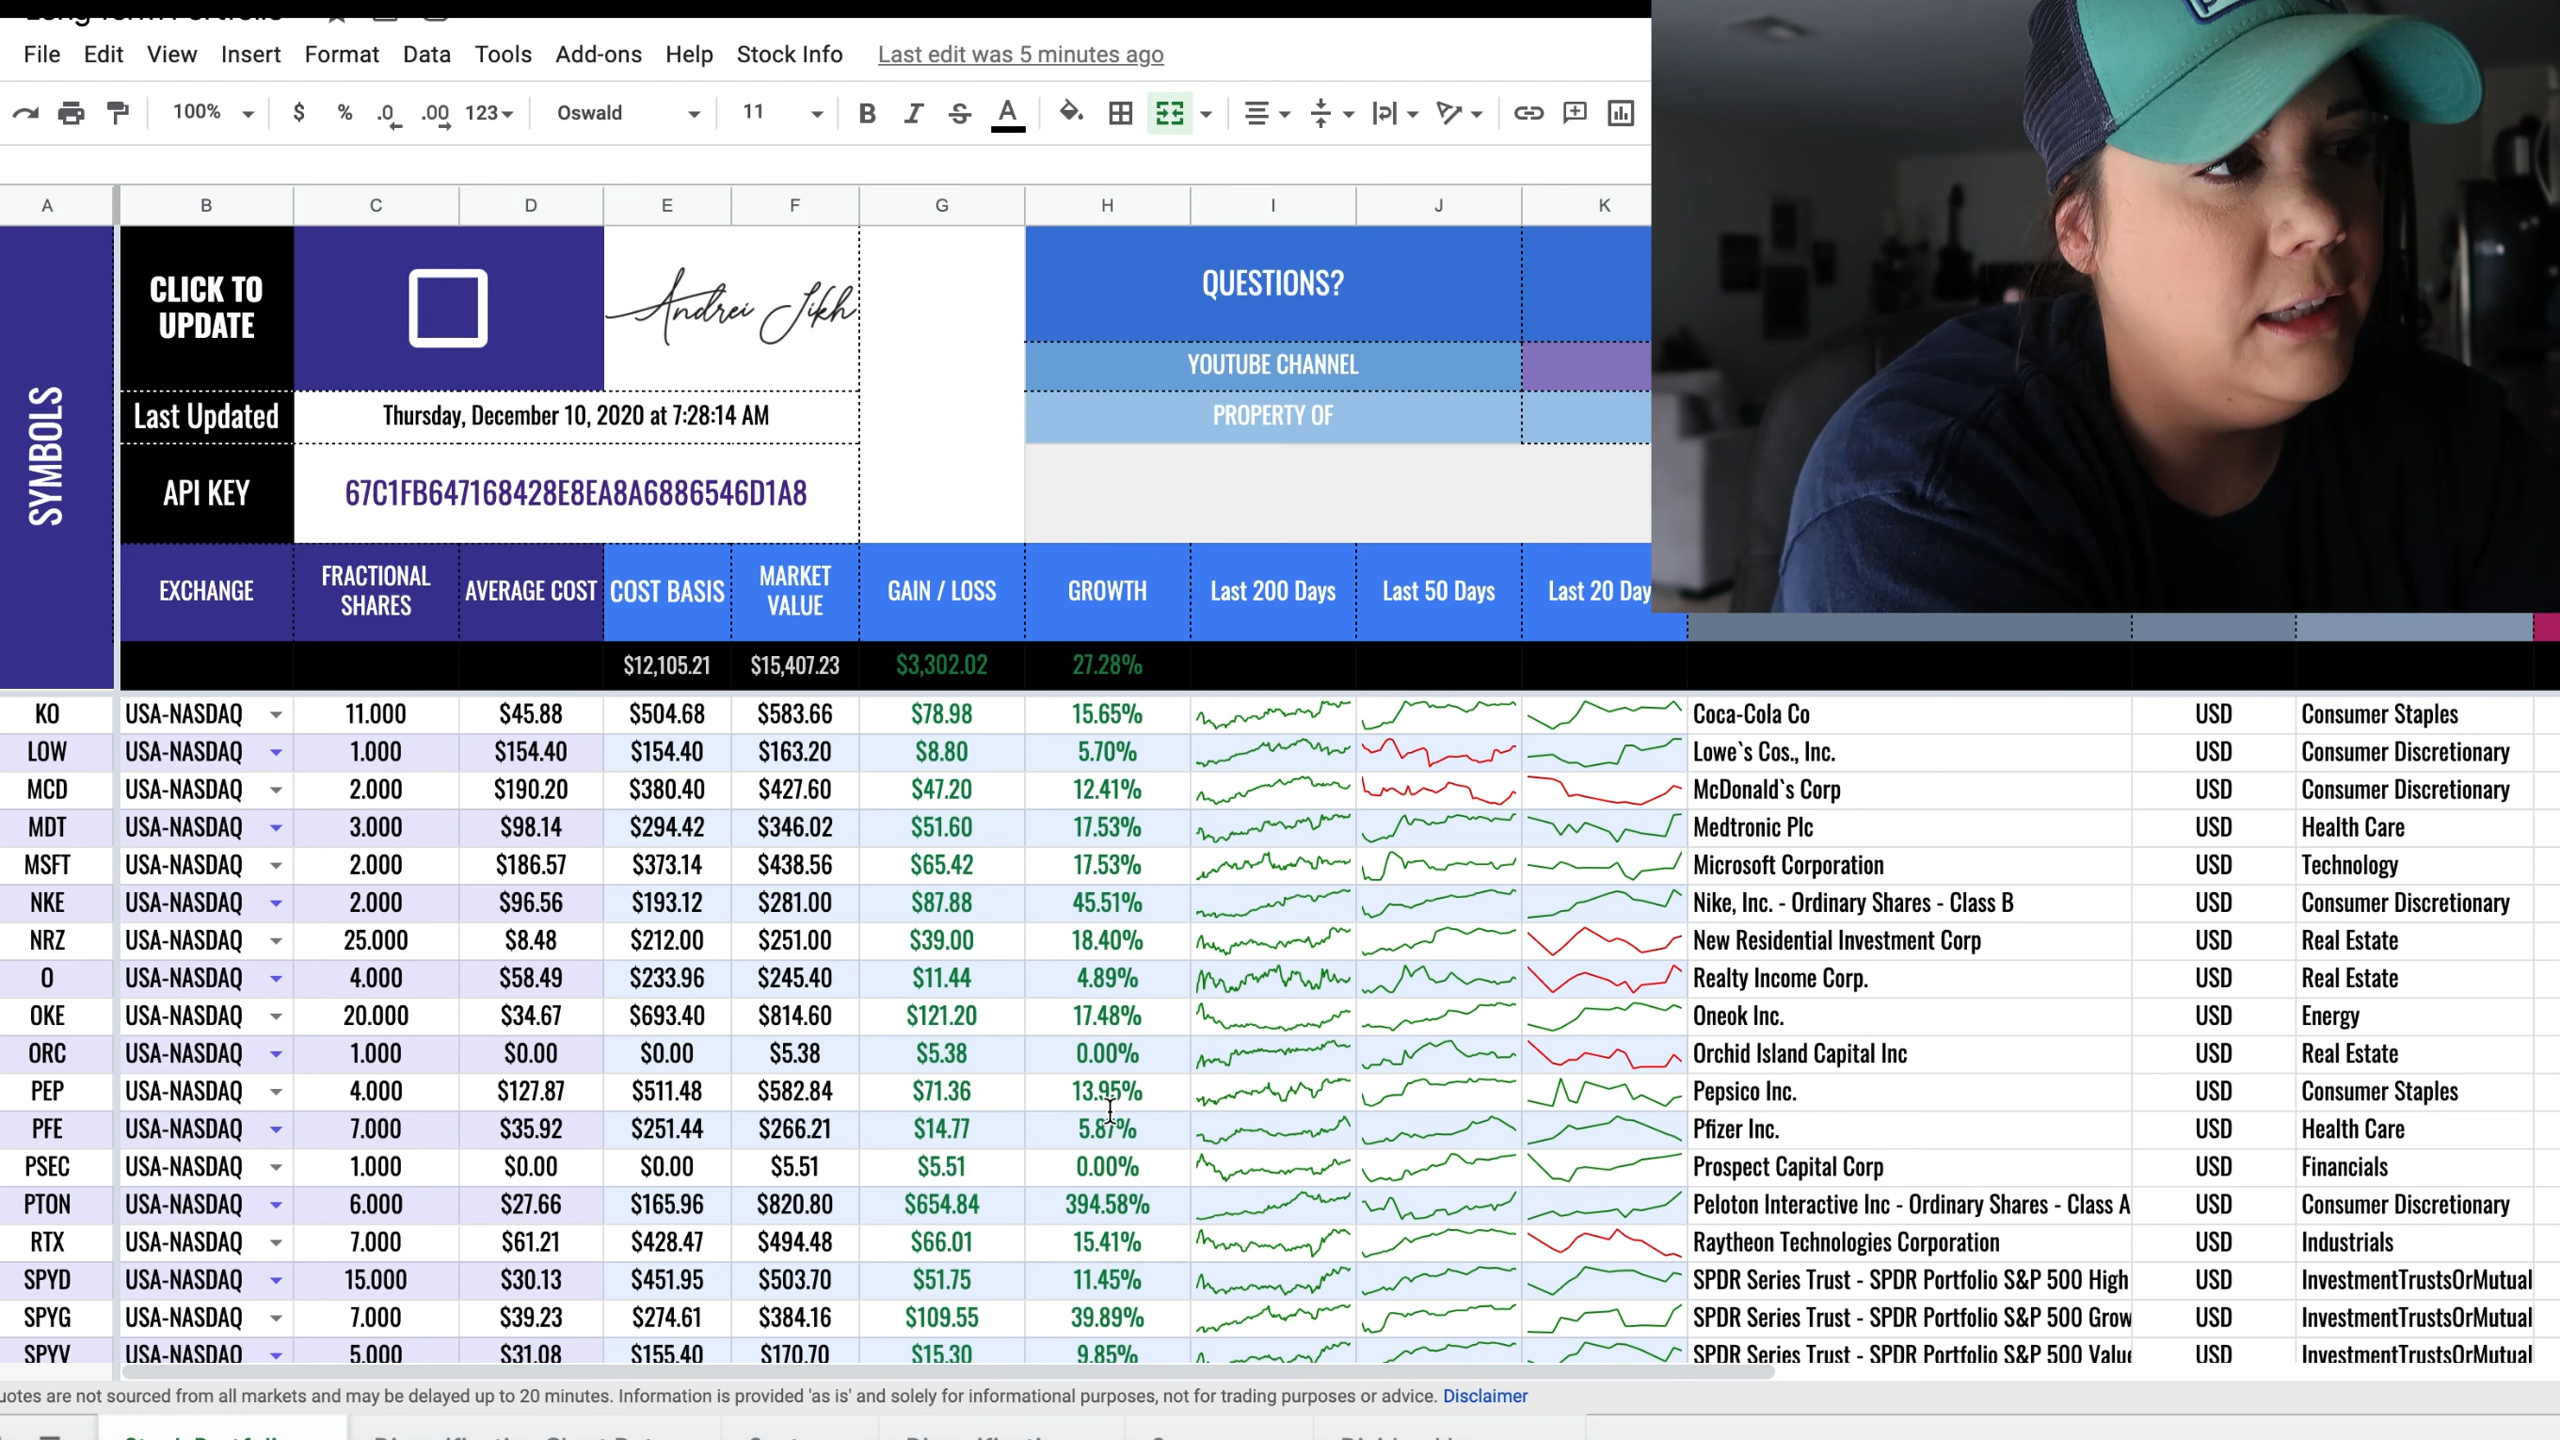 File Edit View Insert Format Data Tools Add-ons Help Stock Info Last edit was 5 minutes ago
100% $ % .0 .00 123 Oswald 11 B I S A
A B C D E F G H I J K
SYMBOLS
CLICK TO
UPDATE
Andrei Jikh
QUESTIONS?
YOUTUBE CHANNEL
Last Updated Thursday, December 10, 2020 at 7:28:14 AM PROPERTY OF
API KEY 67C1FB647168428E8EA8A6886546D1A8
EXCHANGE FRACTIONAL SHARES AVERAGE COST COST BASIS MARKET VALUE GAIN / LOSS GROWTH Last 200 Days Last 50 Days Last 20
$12,105.21 $15,407.23 $3,302.02 27.28%
KO USA-NASDAQ 11.000 $45.88 $504.68 $583.66 $78.98 15.65% Coca-Cola Co USD Consumer Staples
LOW USA-NASDAQ 1.000 $154.40 $154.40 $163.20 $8.80 5.70% Lowe`s Cos., Inc. USD Consumer Discretionary
MCD USA-NASDAQ 2.000 $190.20 $380.40 $427.60 $47.20 12.41% McDonald`s Corp USD Consumer Discretionary
MDT USA-NASDAQ 3.000 $98.14 $294.42 $346.02 $51.60 17.53% Medtronic Plc USD Health Care
MSFT USA-NASDAQ 2.000 $186.57 $373.14 $438.56 $65.42 17.53% Microsoft Corporation USD Technology
NKE USA-NASDAQ 2.000 $96.56 $193.12 $281.00 $87.88 45.51% Nike, Inc. - Ordinary Shares - Class B USD Consumer Discretionary
NRZ USA-NASDAQ 25.000 $8.48 $212.00 $251.00 $39.00 18.40% New Residential Investment Corp USD Real Estate
O USA-NASDAQ 4.000 $58.49 $233.96 $245.40 $11.44 4.89% Realty Income Corp. USD Real Estate
OKE USA-NASDAQ 20.000 $34.67 $693.40 $814.60 $121.20 17.48% Oneok Inc. USD Energy
ORC USA-NASDAQ 1.000 $0.00 $0.00 $5.38 $5.38 0.00% Orchid Island Capital Inc USD Real Estate
PEP USA-NASDAQ 4.000 $127.87 $511.48 $582.84 $71.36 13.95% Pepsico Inc. USD Consumer Staples
PFE USA-NASDAQ 7.000 $35.92 $251.44 $266.21 $14.77 5.87% Pfizer Inc. USD Health Care
PSEC USA-NASDAQ 1.000 $0.00 $0.00 $5.51 $5.51 0.00% Prospect Capital Corp USD Financials
PTON USA-NASDAQ 6.000 $27.66 $165.96 $820.80 $654.84 394.58% Peloton Interactive Inc - Ordinary Shares - Class A USD Consumer Discretionary
RTX USA-NASDAQ 7.000 $61.21 $428.47 $494.48 $66.01 15.41% Raytheon Technologies Corporation USD Industrials
SPYD USA-NASDAQ 15.000 $30.13 $451.95 $503.70 $51.75 11.45% SPDR Series Trust - SPDR Portfolio S&P 500 High USD InvestmentTrustsOrMutual
SPYG USA-NASDAQ 7.000 $39.23 $274.61 $384.16 $109.55 39.89% SPDR Series Trust - SPDR Portfolio S&P 500 Grow USD InvestmentTrustsOrMutual
SPYV USA-NASDAQ 5.000 $31.08 $155.40 $170.70 $15.30 9.85% SPDR Series Trust - SPDR Portfolio S&P 500 Value USD InvestmentTrustsOrMutual
uotes are not sourced from all markets and may be delayed up to 20 minutes. Information is provided 'as is' and solely for informational purposes, not for trading purposes or advice. Disclaimer